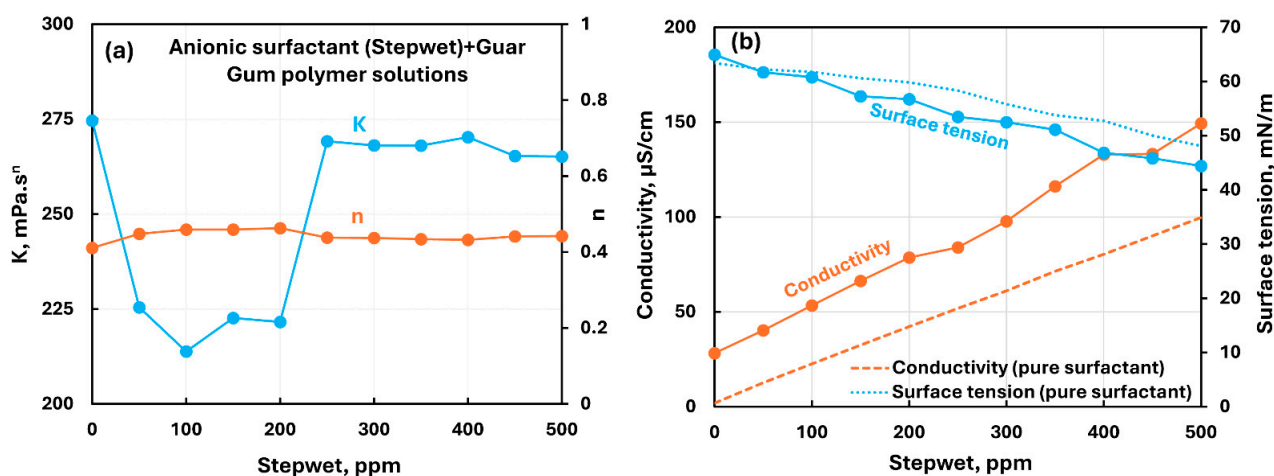 (a)
Anionic surfactant (Stepwet)+Guar
Gum polymer solutions
K, mPa.sⁿ
300
275
250
225
200
K
n
1
0.8
0.6
0.4
0.2
0
n
0 100 200 300 400 500
Stepwet, ppm
(b)
Conductivity, µS/cm
200
150
100
50
0
Surface
tension
Conductivity
Conductivity (pure surfactant)
Surface tension (pure surfactant)
70
60
50
40
30
20
10
0
Surface tension, mN/m
0 100 200 300 400 500
Stepwet, ppm